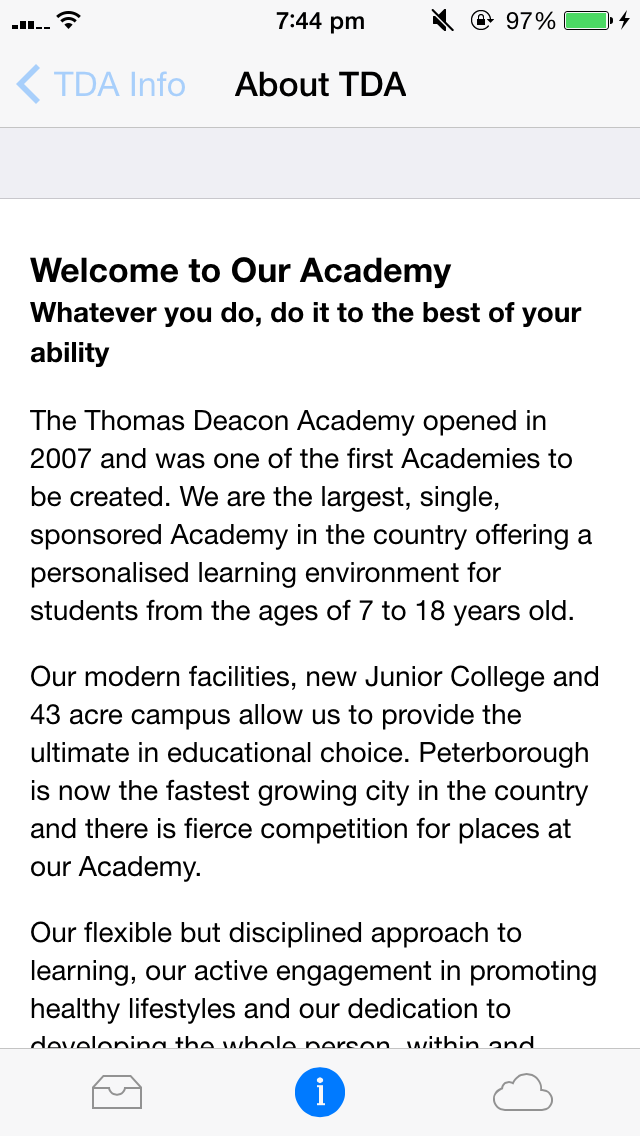 7:44 pm 97%
TDA Info About TDA
Welcome to Our Academy
Whatever you do, do it to the best of your
ability
The Thomas Deacon Academy opened in
2007 and was one of the first Academies to
be created. We are the largest, single,
sponsored Academy in the country offering a
personalised learning environment for
students from the ages of 7 to 18 years old.
Our modern facilities, new Junior College and
43 acre campus allow us to provide the
ultimate in educational choice. Peterborough
is now the fastest growing city in the country
and there is fierce competition for places at
our Academy.
Our flexible but disciplined approach to
learning, our active engagement in promoting
healthy lifestyles and our dedication to
developing the whole person, within and
i